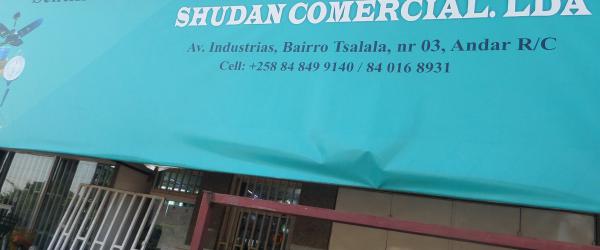 SHUDAN COMERCIAL. LDA
Av. Industrias, Bairro Tsalala, nr 03, Andar R/C
Cell: +258 84 849 9140 / 84 016 8931